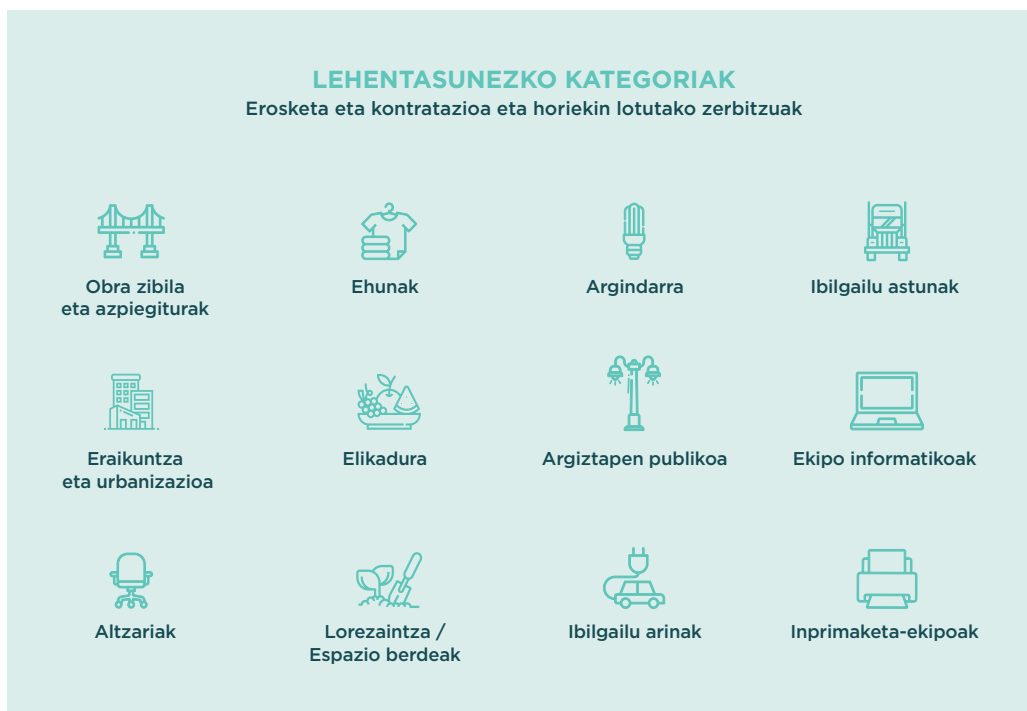 LEHENTASUNEZKO KATEGORIAK
Erosketa eta kontratazioa eta horiekin lotutako zerbitzuak
Obra zibila
eta azpiegiturak
Ehunak
Argindarra
Ibilgailu astunak
Eraikuntza
eta urbanizazioa
Elikadura
Argiztapen publikoa
Ekipo informatikoak
Altzariak
Lorezaintza /
Espazio berdeak
Ibilgailu arinak
Inprimaketa-ekipoak